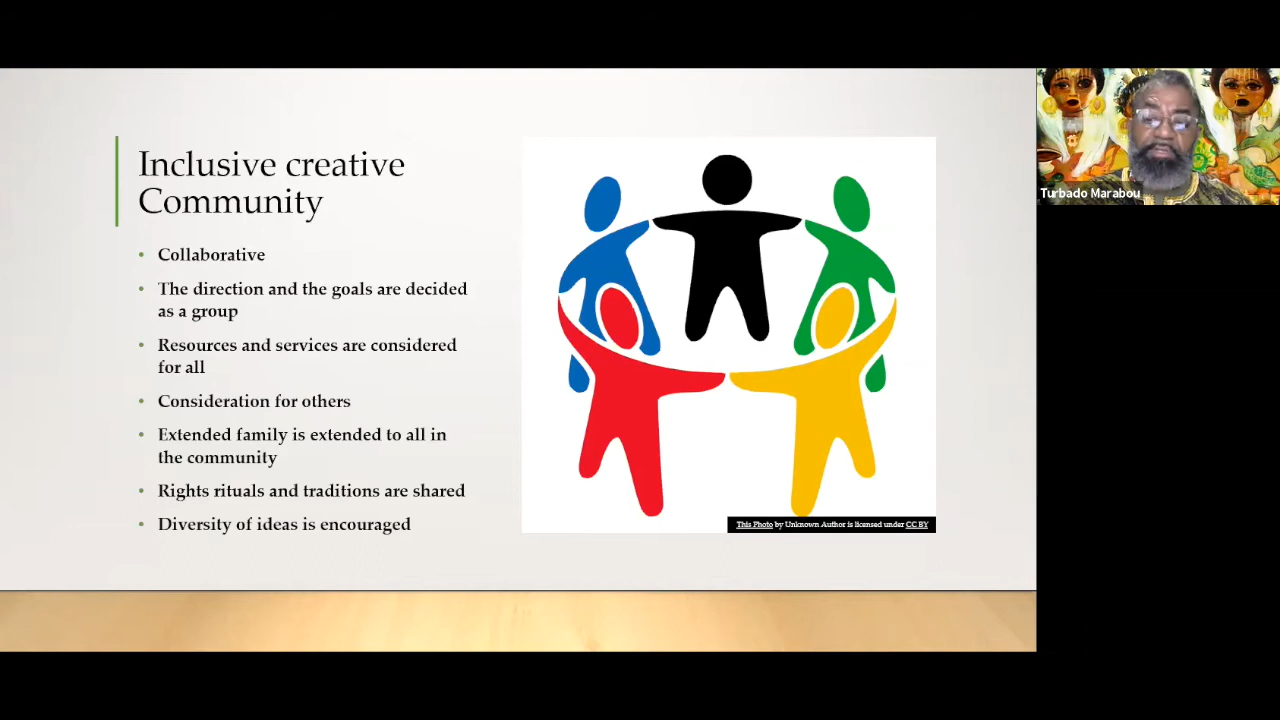 Inclusive creative
Community
• Collaborative
• The direction and the goals are decided
as a group
• Resources and services are considered
for all
• Consideration for others
• Extended family is extended to all in
the community
• Rights rituals and traditions are shared
• Diversity of ideas is encouraged
This Photo by Unknown Author is licensed under CC BY
Turbado Marabou